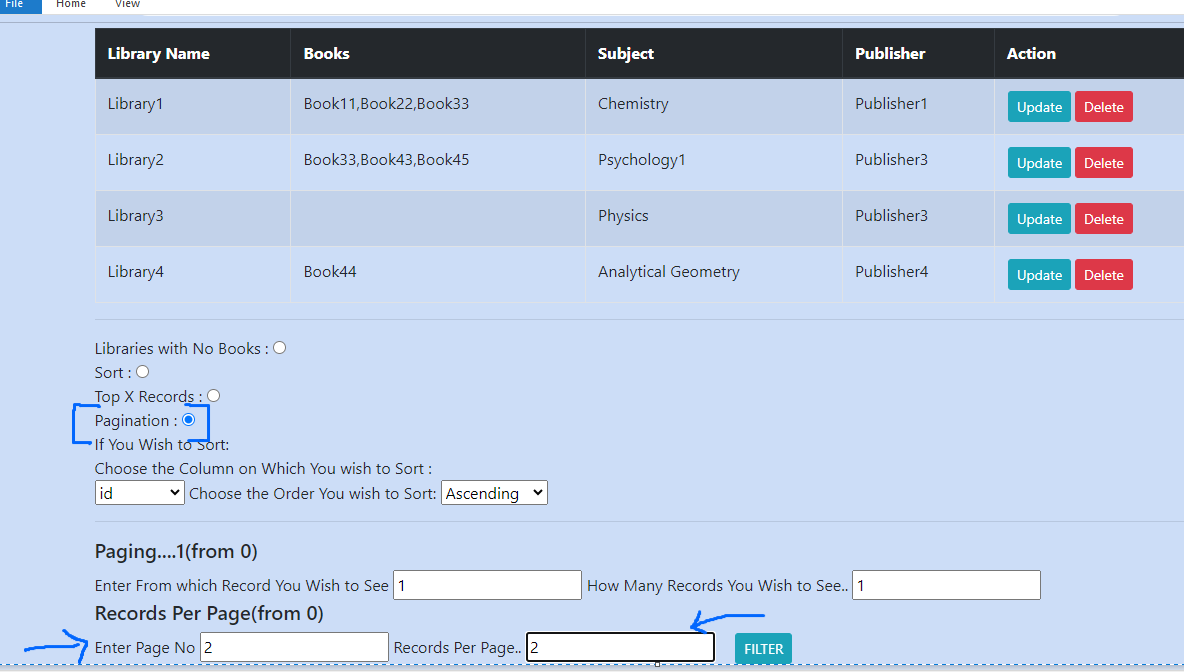 File Home View
Library Name Books Subject Publisher Action
Library1 Book11,Book22,Book33 Chemistry Publisher1 Update Delete
Library2 Book33,Book43,Book45 Psychology1 Publisher3 Update Delete
Library3 Physics Publisher3 Update Delete
Library4 Book44 Analytical Geometry Publisher4 Update Delete
Libraries with No Books :
Sort :
Top X Records :
Pagination :
If You Wish to Sort:
Choose the Column on Which You wish to Sort :
id Choose the Order You wish to Sort: Ascending
Paging....1(from 0)
Enter From which Record You Wish to See 1 How Many Records You Wish to See.. 1
Records Per Page(from 0)
Enter Page No 2 Records Per Page.. 2 FILTER